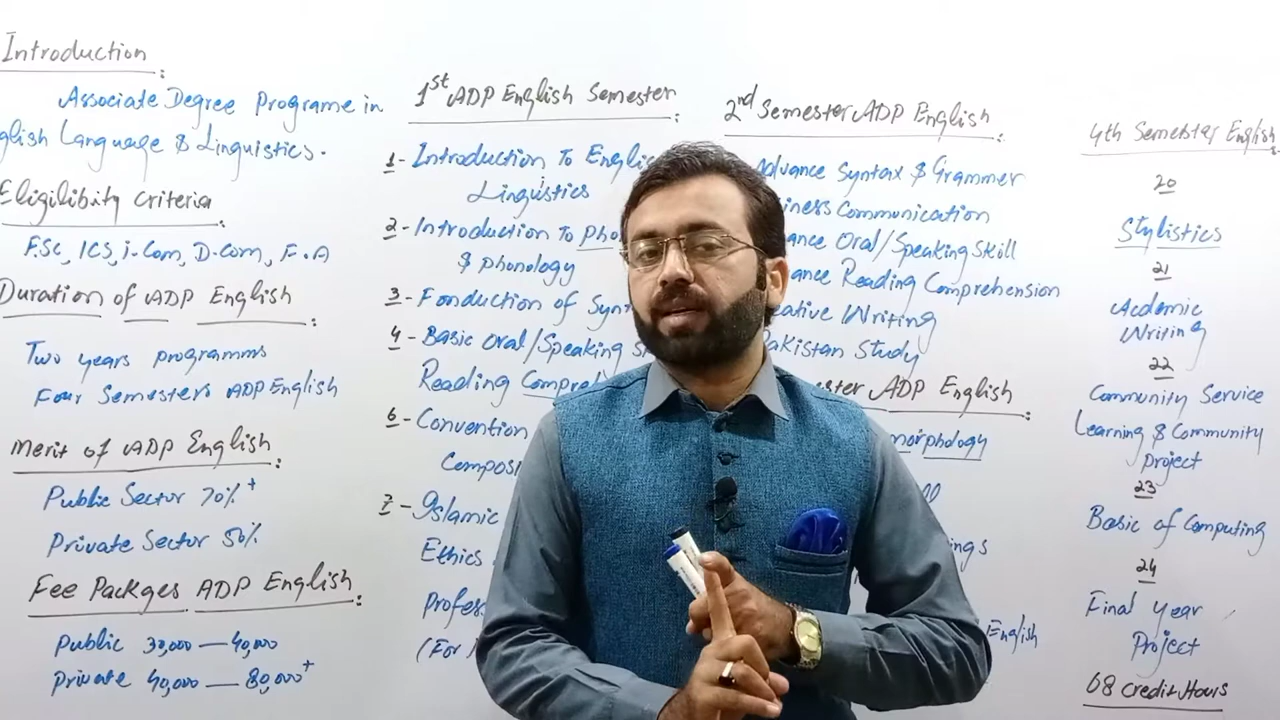 Introduction
Associate Degree Programe in
glish Language & Linguistics.
Eligilibity Criteria
F.SC, ICS, i-Com, D-Com, F.A
Duration of ADP English
Two years programms
Four Semesters ADP English
Merit of ADP English
Public Sector 70%+
Private Sector 50%
Fee Packges ADP English
Public 30,000 — 40,000
Private 40,000 — 80,000+
1st ADP English Semester
1- Introduction To Englis
Linguistics
2- Introduction To Pho
& Phonology
3- Fonduction of Syn
4- Basic Oral/Speaking Sk
Reading Compre
6- Convention
Composi
7- Islamic
Ethics
Profes
(For
2nd Semester ADP English
Advance Syntax & Grammer
iness Communication
ance Oral/Speaking Skill
ance Reading Comprehension
eative Writing
Pakistan Study
ester ADP English
morphology
ll
ngs
English
4th Semester English
20
Stylistics
21
Acdemic
Writing
22
Community Service
Learning & Community
Project
23
Basic of Computing
24
Final Year
Project
68 Credit Hours